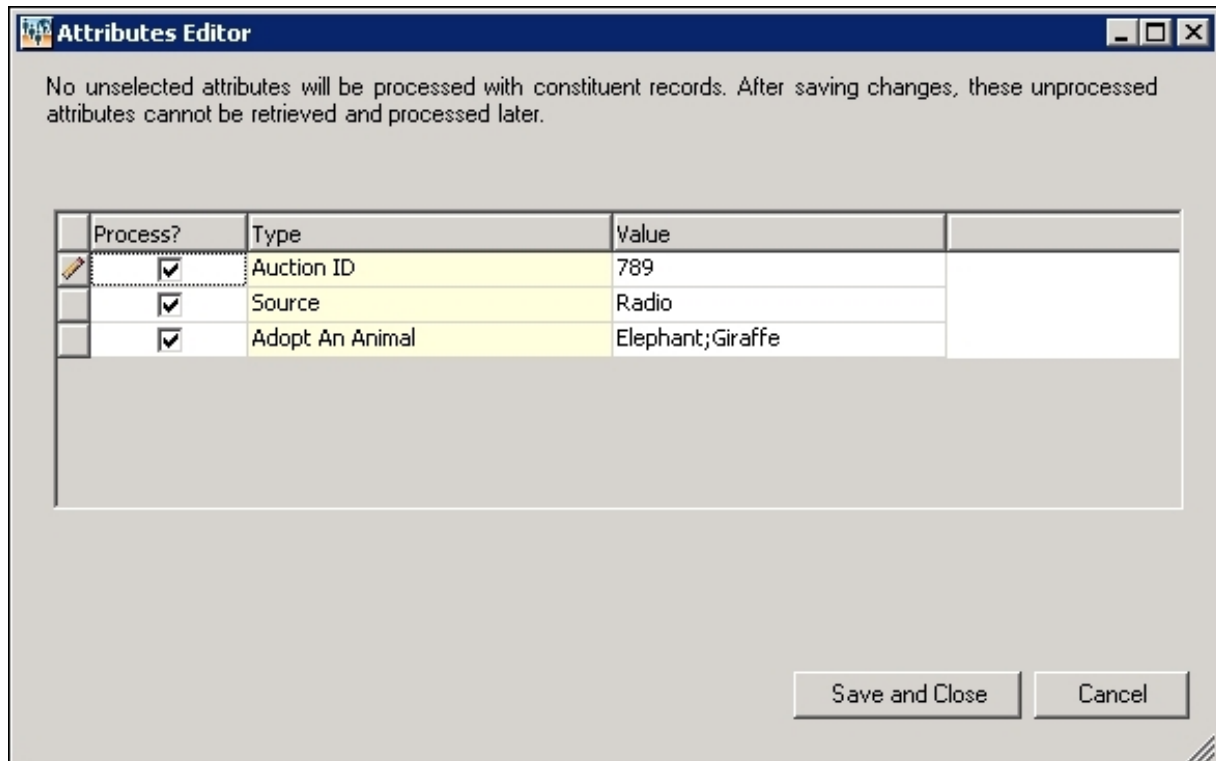 Attributes Editor
No unselected attributes will be processed with constituent records. After saving changes, these unprocessed
attributes cannot be retrieved and processed later.
Process? Type Value
Auction ID 789
Source Radio
Adopt An Animal Elephant;Giraffe
Save and Close Cancel